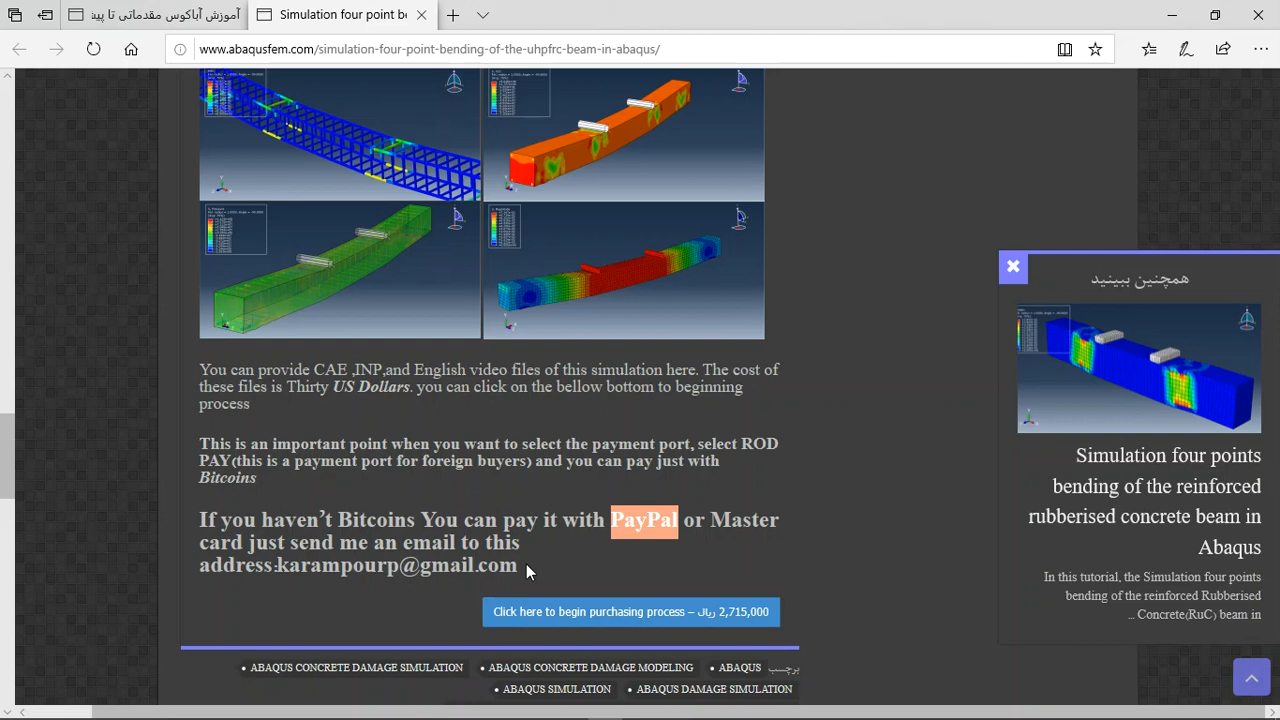 آموزش آباکوس مقدماتی تا پیش
Simulation four point be
www.abaqusfem.com/simulation-four-point-bending-of-the-uhpfrc-beam-in-abaqus/
You can provide CAE ,INP,and English video files of this simulation here. The cost of
these files is Thirty US Dollars. you can click on the bellow bottom to beginning
process
This is an important point when you want to select the payment port, select ROD
PAY(this is a payment port for foreign buyers) and you can pay just with
Bitcoins
If you haven't Bitcoins You can pay it with PayPal or Master
card just send me an email to this
address:karampourp@gmail.com
Click here to begin purchasing process – 2,715,000 ریال
برچسب
ABAQUS CONCRETE DAMAGE SIMULATION • ABAQUS CONCRETE DAMAGE MODELING • ABAQUS •
ABAQUS SIMULATION • ABAQUS DAMAGE SIMULATION •
همچنین ببینید
Simulation four points
bending of the reinforced
rubberised concrete beam in
Abaqus
In this tutorial, the Simulation four points
bending of the reinforced Rubberised
... Concrete(RuC) beam in